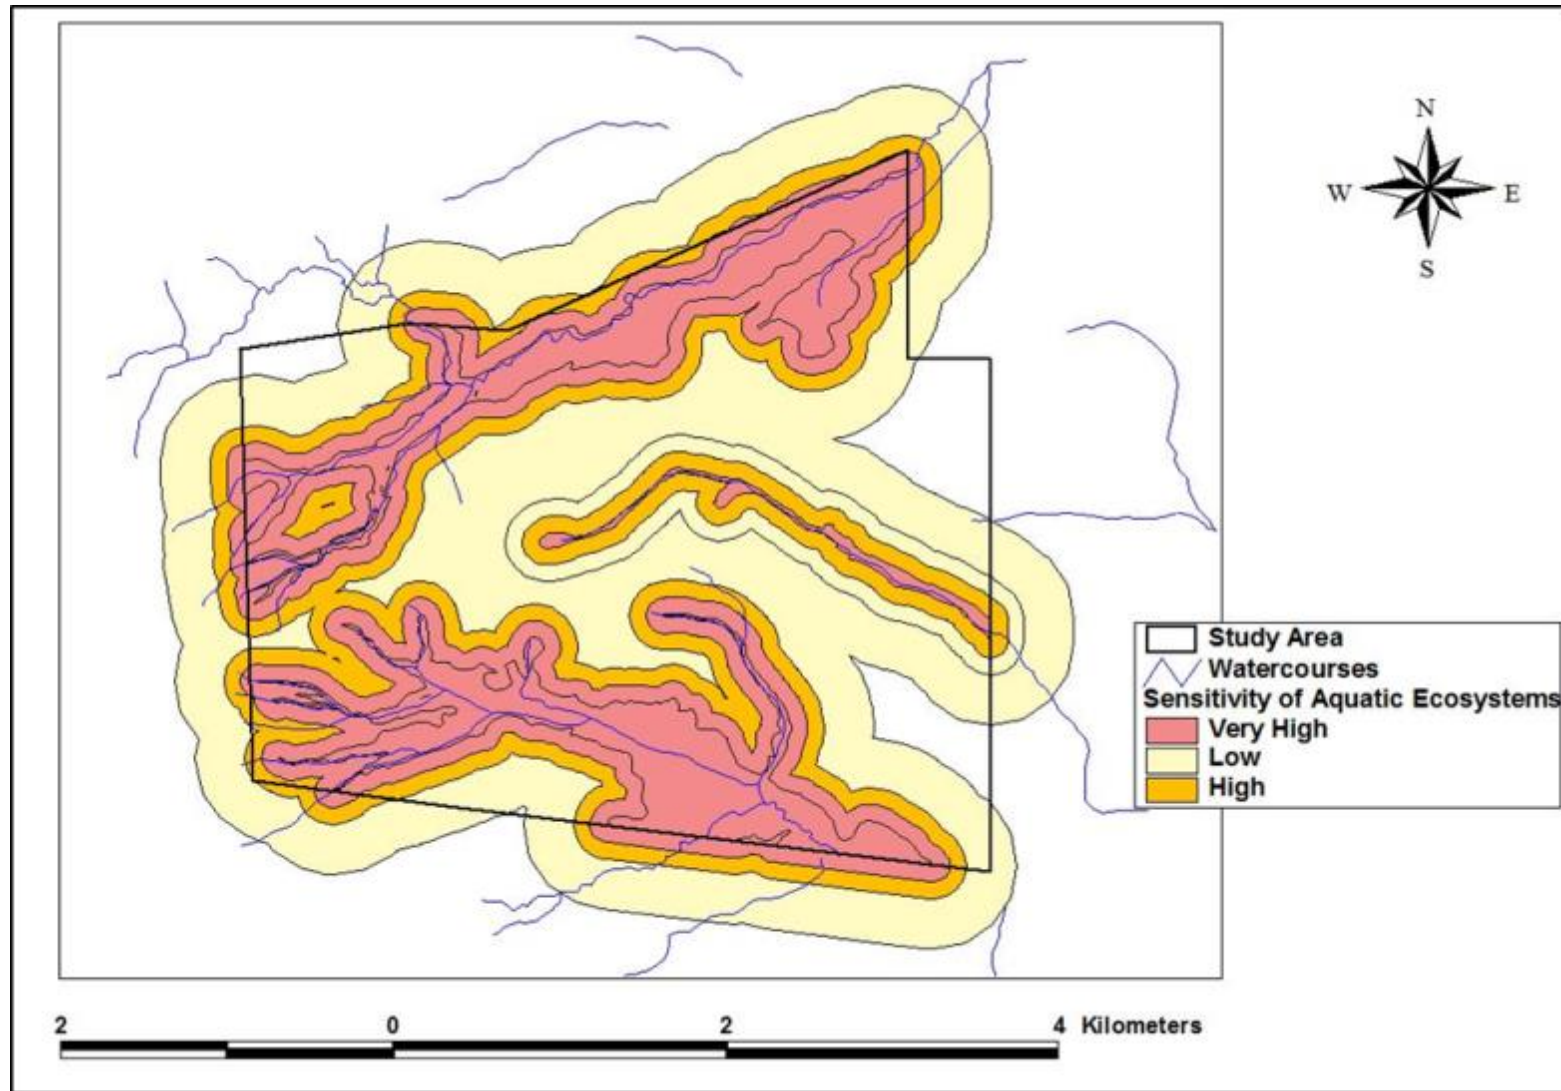 N
W E
S
Study Area
Watercourses
Sensitivity of Aquatic Ecosystems
Very High
Low
High
2 0 2 4 Kilometers